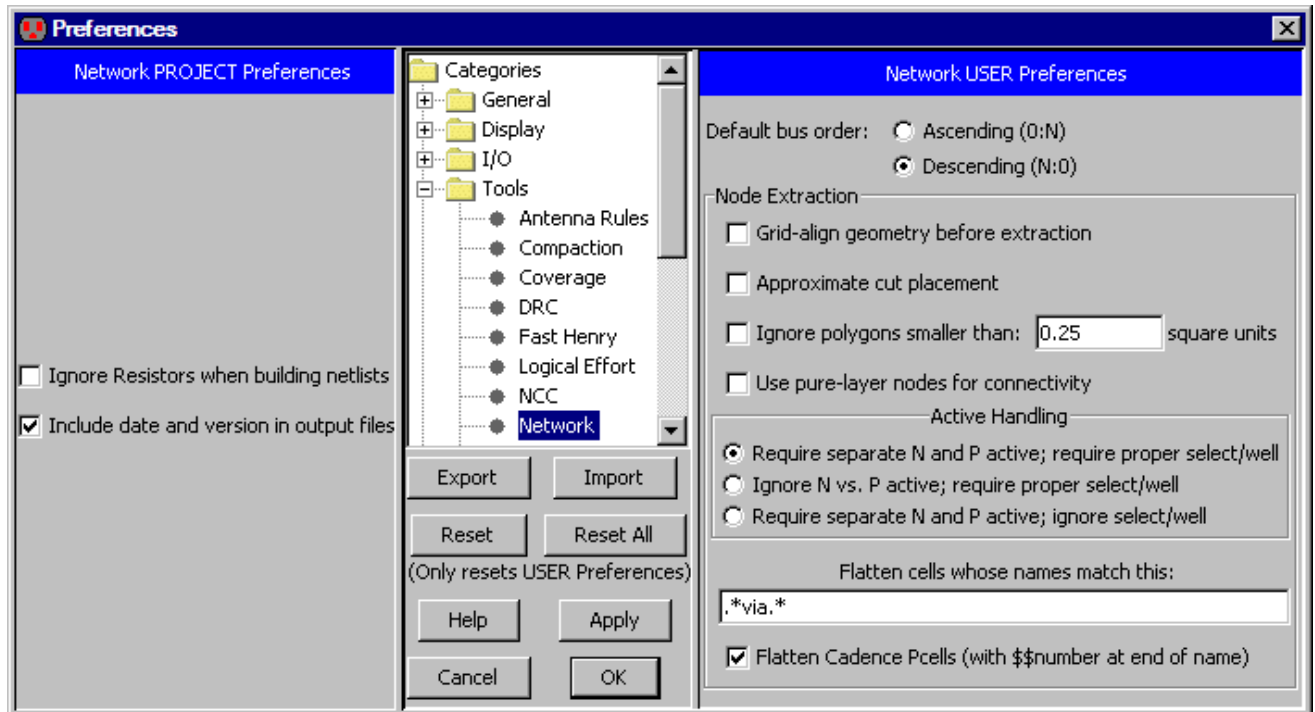 Preferences
Network PROJECT Preferences
Ignore Resistors when building netlists
Include date and version in output files
Categories
General
Display
I/O
Tools
Antenna Rules
Compaction
Coverage
DRC
Fast Henry
Logical Effort
NCC
Network
Export Import
Reset Reset All
(Only resets USER Preferences)
Help Apply
Cancel OK
Network USER Preferences
Default bus order: Ascending (0:N)
Descending (N:0)
Node Extraction
Grid-align geometry before extraction
Approximate cut placement
Ignore polygons smaller than: 0.25 square units
Use pure-layer nodes for connectivity
Active Handling
Require separate N and P active; require proper select/well
Ignore N vs. P active; require proper select/well
Require separate N and P active; ignore select/well
Flatten cells whose names match this:
.*via.*
Flatten Cadence Pcells (with $$number at end of name)